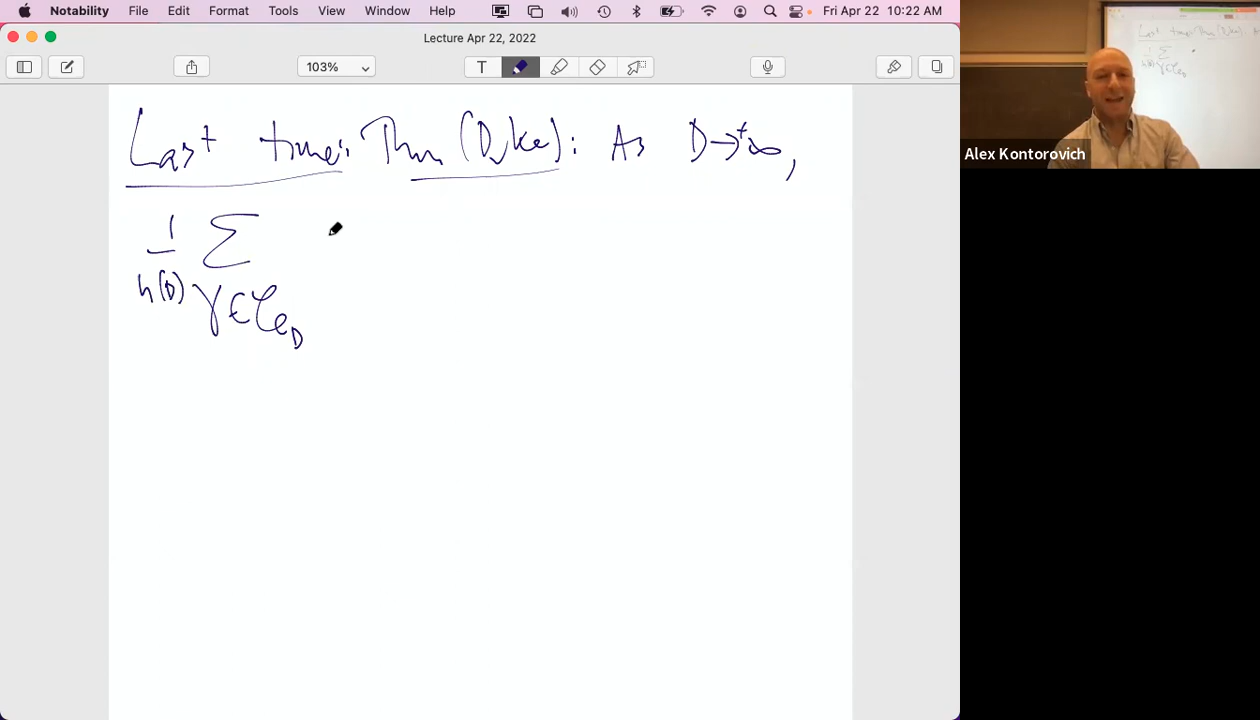 Notability File Edit Format Tools View Window Help Fri Apr 22 10:22 AM
Lecture Apr 22, 2022
103%
T
Alex Kontorovich
Last time: Thm (Duke): As D→+∞,
1/h(D) Σ
γ∈𝒞ℓ_D